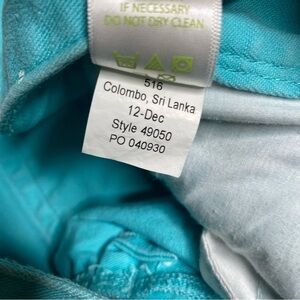 IF NECESSARY
DO NOT DRY CLEAN
516
Colombo, Sri Lanka
12-Dec
Style 49050
PO 040930